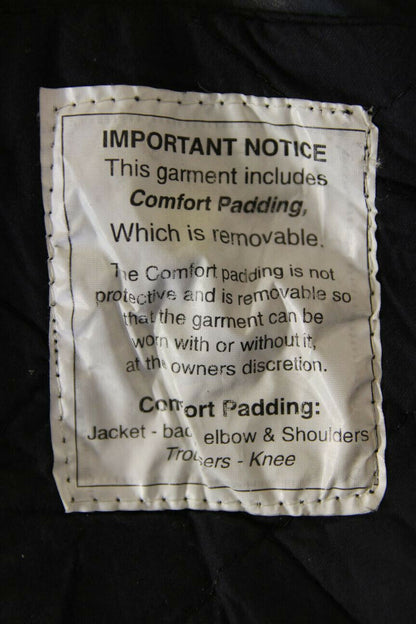 IMPORTANT NOTICE
This garment includes
Comfort Padding,
Which is removable.
The Comfort padding is not
protective and is removable so
that the garment can be
worn with or without it,
at the owners discretion.
Comfort Padding:
Jacket - bac elbow & Shoulders
Trousers - Knee